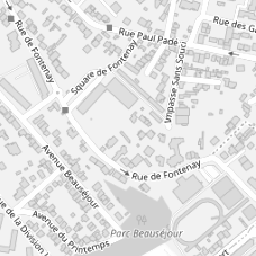 Rue de Fontenay
Square de Fontenay
Rue Paul Pape
Rue des Ga
Impasse Sans Souci
Avenue Beauséjour
Rue de Fontenay
Parc Beauséjour
Avenue du Printemps
Rue de la Division L